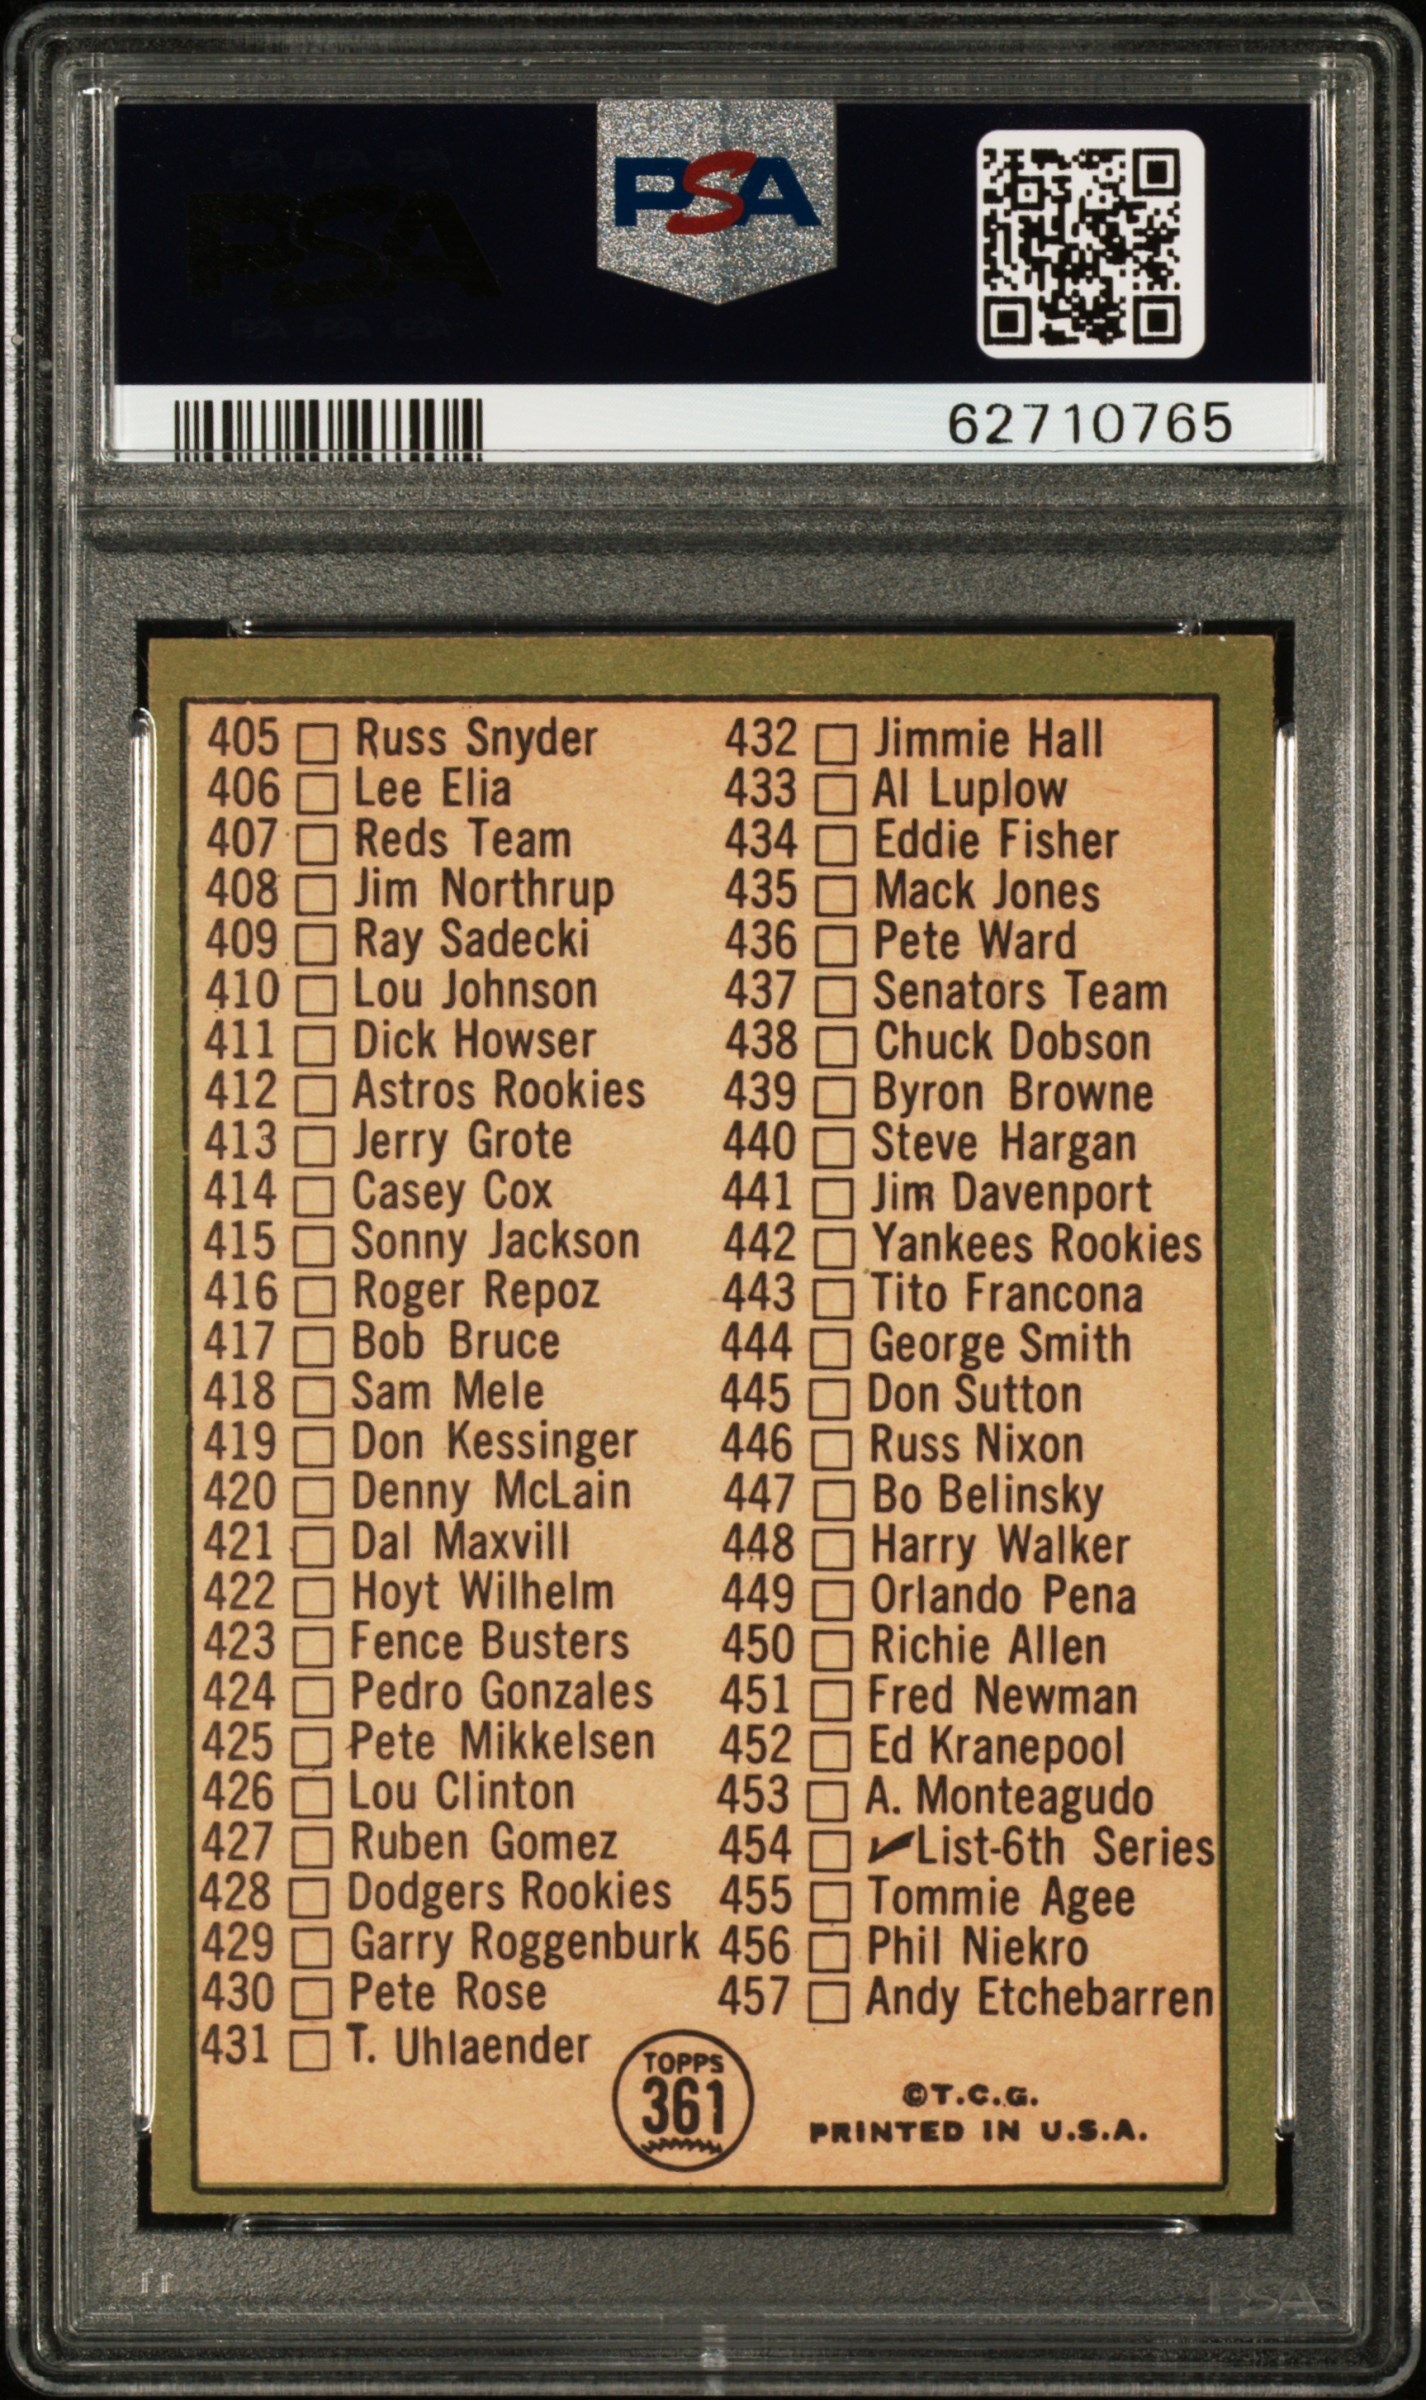 PSA PSA PSA
PSA
PSA PSA PSA
PSA
62710765
405 Russ Snyder
406 Lee Elia
407 Reds Team
408 Jim Northrup
409 Ray Sadecki
410 Lou Johnson
411 Dick Howser
412 Astros Rookies
413 Jerry Grote
414 Casey Cox
415 Sonny Jackson
416 Roger Repoz
417 Bob Bruce
418 Sam Mele
419 Don Kessinger
420 Denny McLain
421 Dal Maxvill
422 Hoyt Wilhelm
423 Fence Busters
424 Pedro Gonzales
425 Pete Mikkelsen
426 Lou Clinton
427 Ruben Gomez
428 Dodgers Rookies
429 Garry Roggenburk
430 Pete Rose
431 T. Uhlaender
432 Jimmie Hall
433 Al Luplow
434 Eddie Fisher
435 Mack Jones
436 Pete Ward
437 Senators Team
438 Chuck Dobson
439 Byron Browne
440 Steve Hargan
441 Jim Davenport
442 Yankees Rookies
443 Tito Francona
444 George Smith
445 Don Sutton
446 Russ Nixon
447 Bo Belinsky
448 Harry Walker
449 Orlando Pena
450 Richie Allen
451 Fred Newman
452 Ed Kranepool
453 A. Monteagudo
454 ✓List-6th Series
455 Tommie Agee
456 Phil Niekro
457 Andy Etchebarren
TOPPS
361
©T.C.G.
PRINTED IN U.S.A.
PSA